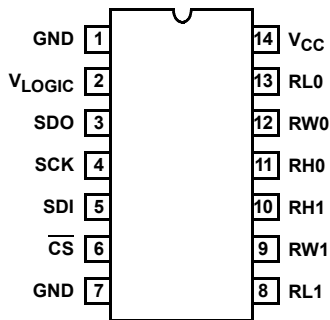 GND 1 14 VCC
VLOGIC 2 13 RL0
SDO 3 12 RW0
SCK 4 11 RH0
SDI 5 10 RH1
CS 6 9 RW1
GND 7 8 RL1